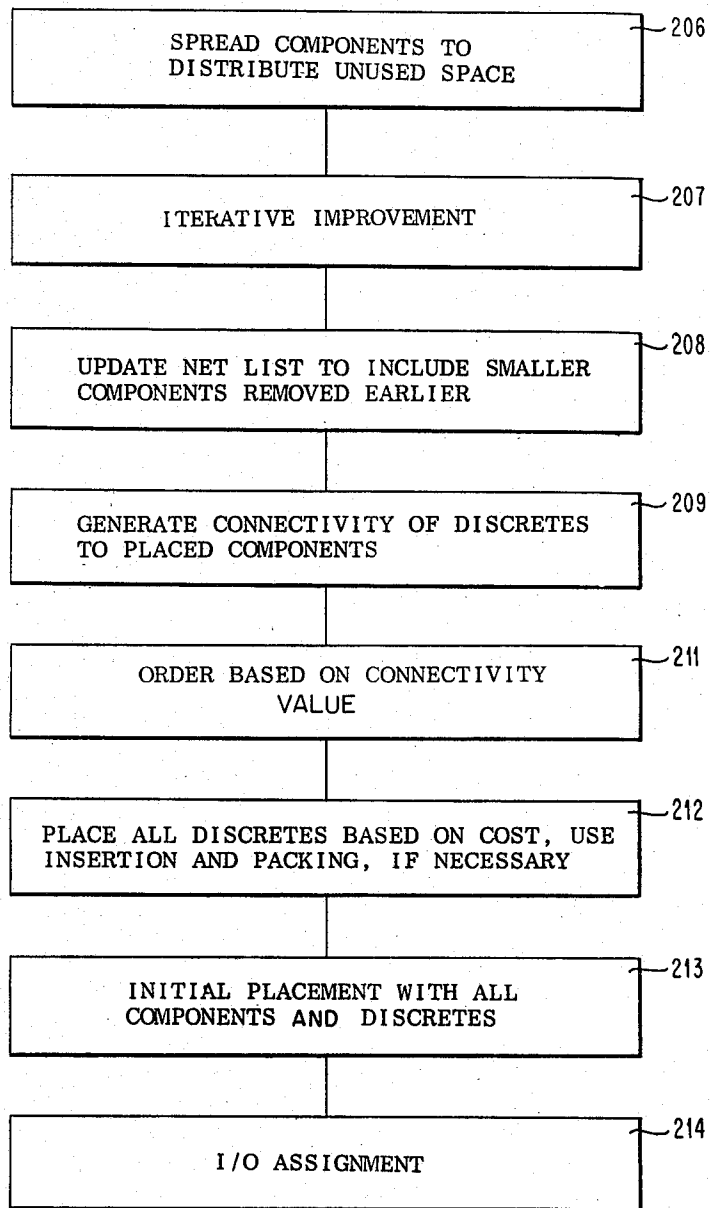 206
SPREAD COMPONENTS TO
DISTRIBUTE UNUSED SPACE
207
ITERATIVE IMPROVEMENT
208
UPDATE NET LIST TO INCLUDE SMALLER
COMPONENTS REMOVED EARLIER
209
GENERATE CONNECTIVITY OF DISCRETES
TO PLACED COMPONENTS
211
ORDER BASED ON CONNECTIVITY
VALUE
212
PLACE ALL DISCRETES BASED ON COST, USE
INSERTION AND PACKING, IF NECESSARY
213
INITIAL PLACEMENT WITH ALL
COMPONENTS AND DISCRETES
214
I/O ASSIGNMENT